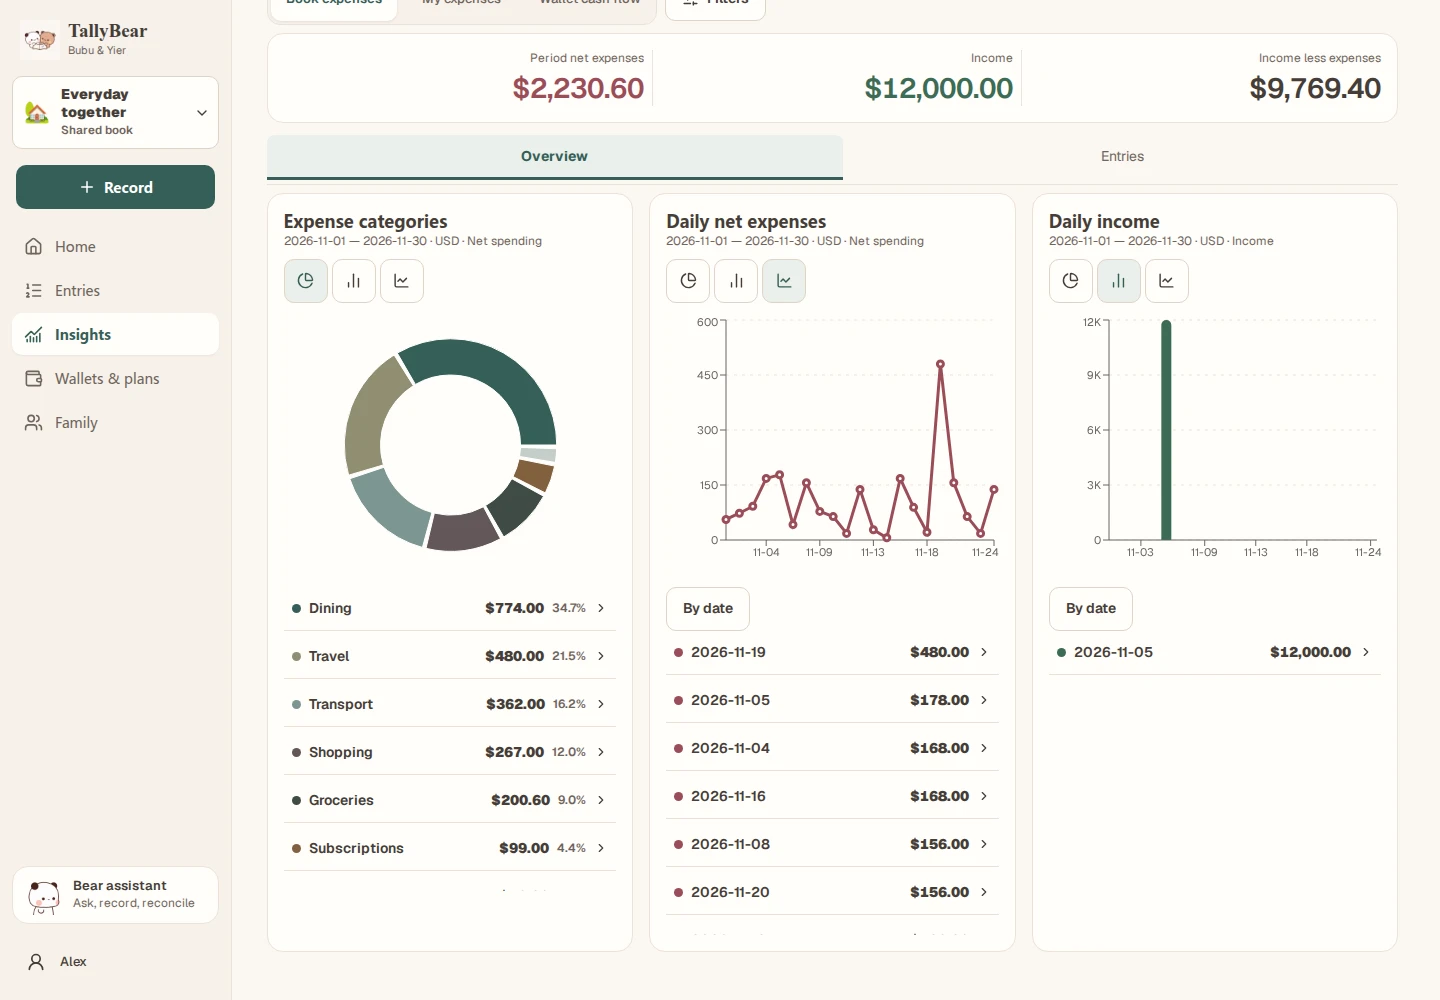 TallyBear
Bubu & Yier
Everyday
together
Shared book
Record
Home
Entries
Insights
Wallets & plans
Family
Bear assistant
Ask, record, reconcile
Alex
Book expenses
My expenses
Wallet cash flow
Filters
Period net expenses
$2,230.60
Income
$12,000.00
Income less expenses
$9,769.40
Overview
Entries
Expense categories
2026-11-01 — 2026-11-30 · USD · Net spending
Dining $774.00 34.7%
Travel $480.00 21.5%
Transport $362.00 16.2%
Shopping $267.00 12.0%
Groceries $200.60 9.0%
Subscriptions $99.00 4.4%
Daily net expenses
2026-11-01 — 2026-11-30 · USD · Net spending
600
450
300
150
0
11-04 11-09 11-13 11-18 11-24
By date
2026-11-19 $480.00
2026-11-05 $178.00
2026-11-04 $168.00
2026-11-16 $168.00
2026-11-08 $156.00
2026-11-20 $156.00
Daily income
2026-11-01 — 2026-11-30 · USD · Income
12K
9K
6K
3K
0
11-03 11-09 11-13 11-18 11-24
By date
2026-11-05 $12,000.00